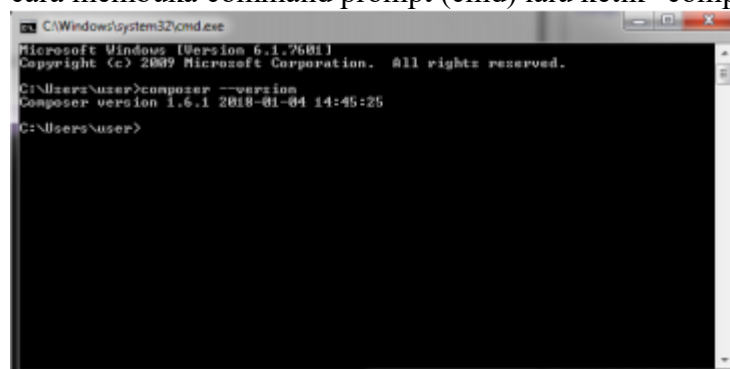 cara membuka command prompt (cmd) lalu ketik "comp
C:\Windows\system32\cmd.exe
Microsoft Windows [Version 6.1.7601]
Copyright (c) 2009 Microsoft Corporation. All rights reserved.
C:\Users\user>composer --version
Composer version 1.6.1 2018-01-04 14:45:25
C:\Users\user>